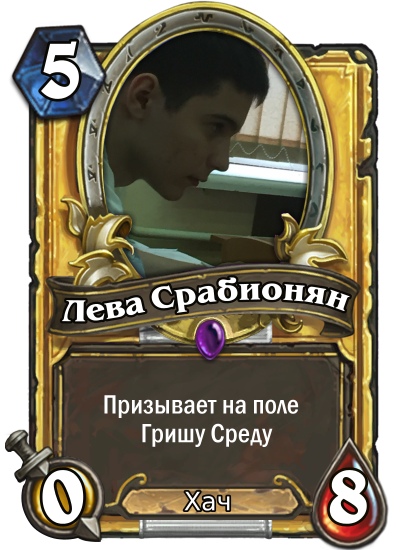 5
Лева Срабионян
Призывает на поле
Гришу Среду
0
Хач
8